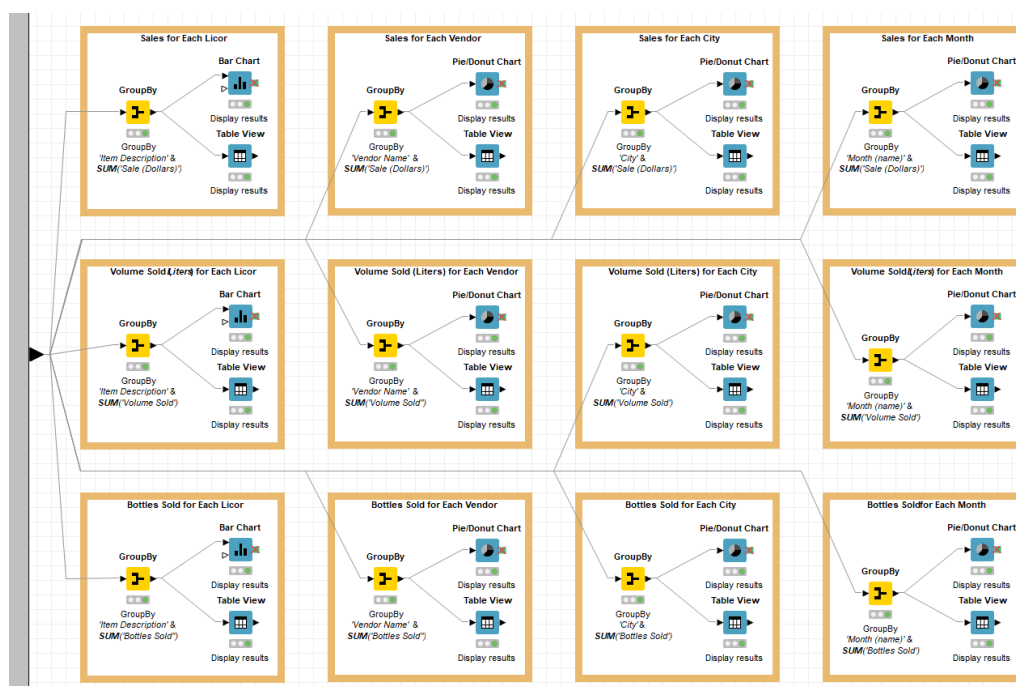 Sales for Each Licor
Bar Chart
GroupBy
Display results
Table View
GroupBy
'Item Description' &
SUM('Sale (Dollars)')
Display results
Sales for Each Vendor
Pie/Donut Chart
GroupBy
Display results
Table View
GroupBy
'Vendor Name' &
SUM('Sale (Dollars)')
Display results
Sales for Each City
Pie/Donut Chart
GroupBy
Display results
Table View
GroupBy
'City' &
SUM('Sale (Dollars)')
Display results
Sales for Each Month
Pie/Donut Chart
GroupBy
Display results
Table View
GroupBy
'Month (name)' &
SUM('Sale (Dollars)')
Display results
Volume Sold (Liters) for Each Licor
Bar Chart
GroupBy
Display results
Table View
GroupBy
'Item Description' &
SUM('Volume Sold')
Display results
Volume Sold (Liters) for Each Vendor
Pie/Donut Chart
GroupBy
Display results
Table View
GroupBy
'Vendor Name' &
SUM('Volume Sold")
Display results
Volume Sold (Liters) for Each City
Pie/Donut Chart
GroupBy
Display results
Table View
GroupBy
'City' &
SUM('Volume Sold')
Display results
Volume Sold (Liters) for Each Month
Pie/Donut Chart
GroupBy
Display results
Table View
GroupBy
'Month (name)' &
SUM('Volume Sold')
Display results
Bottles Sold for Each Licor
Bar Chart
GroupBy
Display results
Table View
GroupBy
'Item Description' &
SUM('Bottles Sold")
Display results
Bottles Sold for Each Vendor
Pie/Donut Chart
GroupBy
Display results
Table View
GroupBy
'Vendor Name' &
SUM('Bottles Sold")
Display results
Bottles Sold for Each City
Pie/Donut Chart
GroupBy
Display results
Table View
GroupBy
'City' &
SUM('Bottles Sold')
Display results
Bottles Sold for Each Month
Pie/Donut Chart
GroupBy
Display results
Table View
GroupBy
'Month (name)' &
SUM('Bottles Sold')
Display results